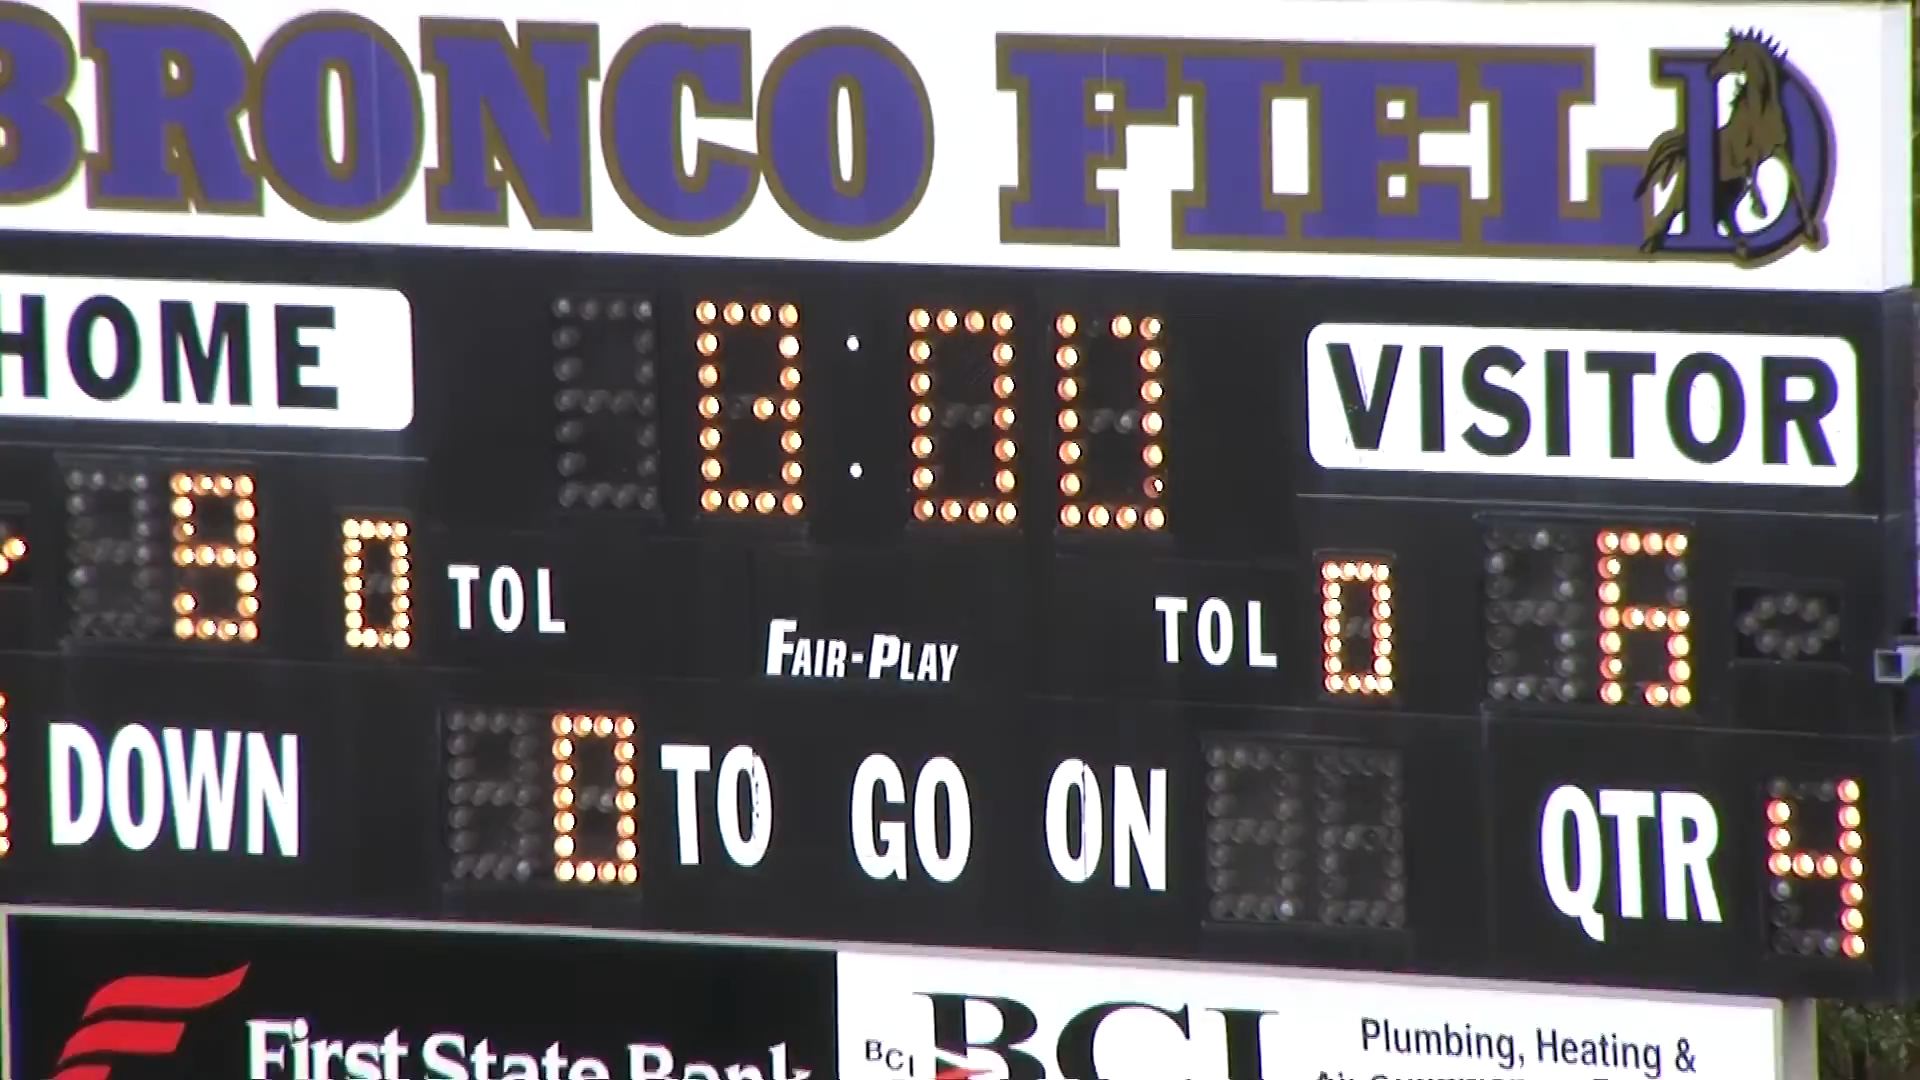 BRONCO FIELD
HOME 8:00 VISITOR
8 0 TOL FAIR-PLAY TOL 0 6
DOWN 0 TO GO ON QTR 4
First State Bank
BCI BCI Plumbing, Heating &